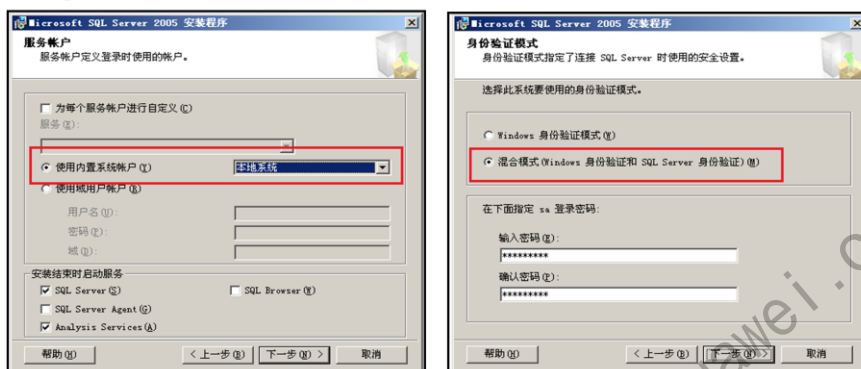 Microsoft SQL Server 2005 安装程序
服务帐户
服务帐户定义登录时使用的帐户。
为每个服务帐户进行自定义(C)
服务(E):
使用内置系统帐户(Y)
本地系统
使用域用户帐户(R)
用户名(U):
密码(P):
域(D):
安装结束时启动服务
SQL Server(S)
SQL Browser(W)
SQL Server Agent(G)
Analysis Services(A)
帮助(H)
< 上一步(B)
下一步(N) >
取消
Microsoft SQL Server 2005 安装程序
身份验证模式
身份验证模式指定了连接 SQL Server 时使用的安全设置。
选择此系统要使用的身份验证模式。
Windows 身份验证模式(W)
混合模式(Windows 身份验证和 SQL Server 身份验证)(M)
在下面指定 sa 登录密码:
输入密码(E):
*********
确认密码(P):
*********
帮助(H)
< 上一步(B)
下一步(N) >
取消